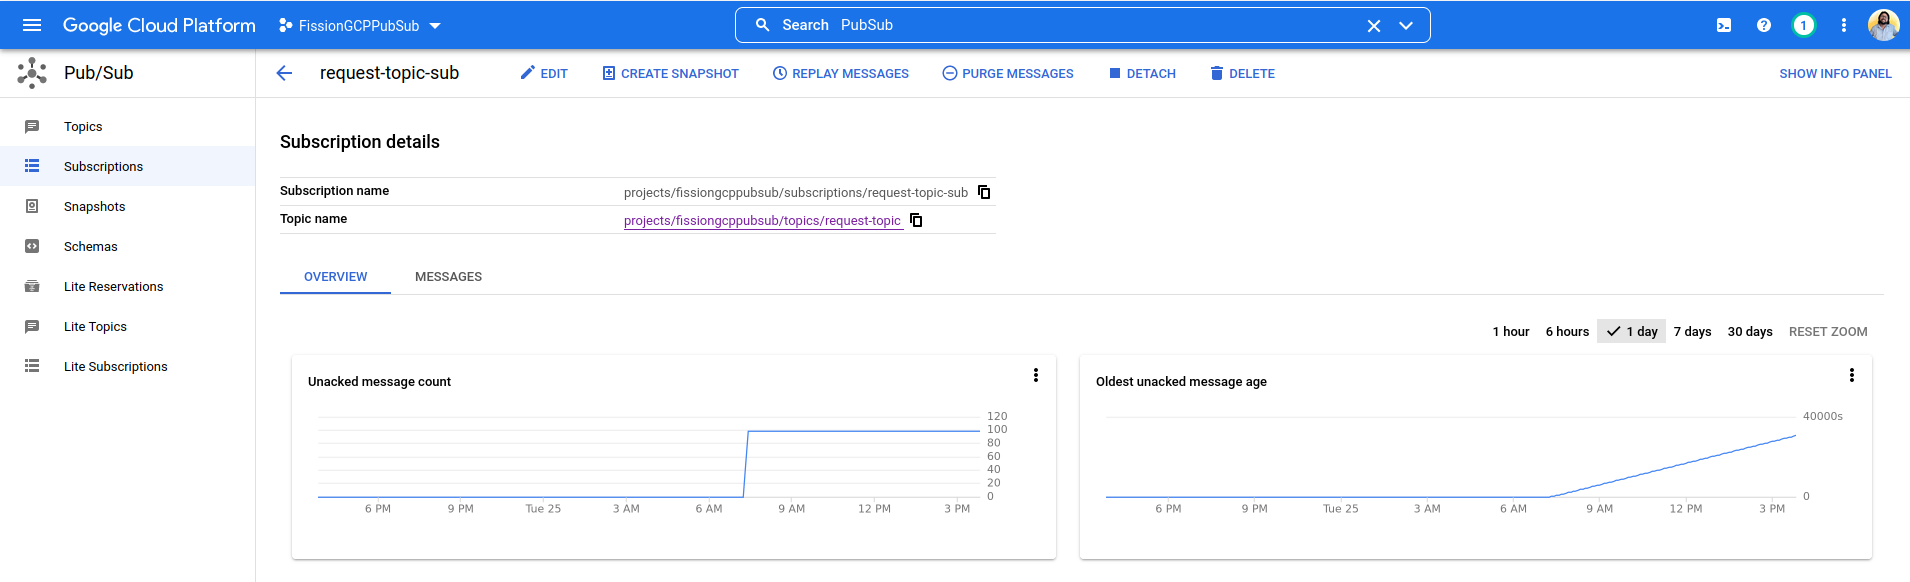 Google Cloud Platform FissionGCPPubSub Search PubSub 1
Pub/Sub request-topic-sub EDIT CREATE SNAPSHOT REPLAY MESSAGES PURGE MESSAGES DETACH DELETE SHOW INFO PANEL
Topics
Subscriptions
Snapshots
Schemas
Lite Reservations
Lite Topics
Lite Subscriptions
Subscription details
Subscription name projects/fissiongcppubsub/subscriptions/request-topic-sub
Topic name projects/fissiongcppubsub/topics/request-topic
OVERVIEW MESSAGES
1 hour 6 hours 1 day 7 days 30 days RESET ZOOM
Unacked message count
120
100
80
60
40
20
0
6 PM 9 PM Tue 25 3 AM 6 AM 9 AM 12 PM 3 PM
Oldest unacked message age
40000s
0
6 PM 9 PM Tue 25 3 AM 6 AM 9 AM 12 PM 3 PM